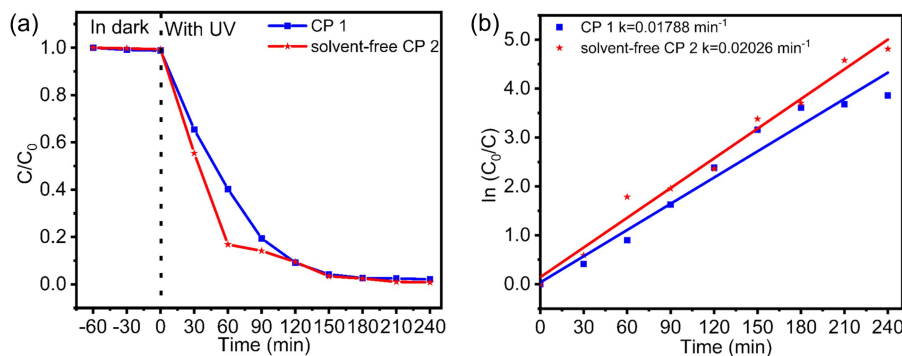 (a)
In dark
With UV
CP 1
solvent-free CP 2
1.0
0.8
0.6
0.4
0.2
0.0
C/C₀
-60 -30 0 30 60 90 120 150 180 210 240
Time (min)
(b)
CP 1 k=0.01788 min⁻¹
solvent-free CP 2 k=0.02026 min⁻¹
5.0
4.0
3.0
2.0
1.0
0.0
ln (C₀/C)
0 30 60 90 120 150 180 210 240
Time (min)